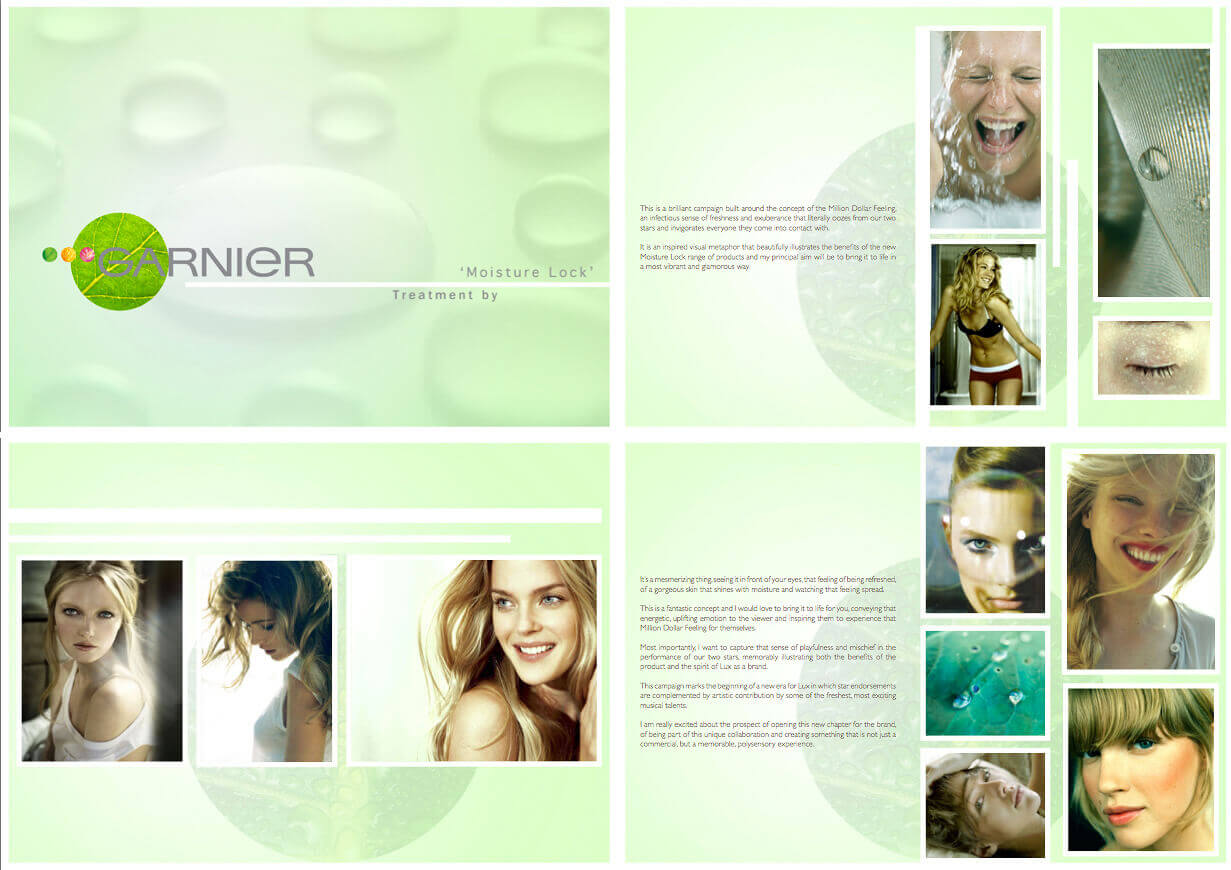 GARNIER
‘Moisture Lock’
Treatment by
This is a brilliant campaign built around the concept of the Million Dollar Feeling,
an infectious sense of freshness and exuberance that literally oozes from our two
stars and invigorates everyone they come into contact with.
It is an inspired visual metaphor that beautifully illustrates the benefits of the new
Moisture Lock range of products and my principal aim will be to bring it to life in
a most vibrant and glamorous way.
It's a mesmerizing thing, seeing it in front of your eyes, that feeling of being refreshed,
of a gorgeous skin that shines with moisture and watching that feeling spread.
This is a fantastic concept and I would love to bring it to life for you, conveying that
energetic, uplifting emotion to the viewer and inspiring them to experience that
Million Dollar Feeling for themselves.
Most importantly, I want to capture that sense of playfulness and mischief in the
performance of our two stars, memorably illustrating both the benefits of the
product and the spirit of Lux as a brand.
This campaign marks the beginning of a new era for Lux in which star endorsements
are complemented by artistic contribution by some of the freshest, most exciting
musical talents.
I am really excited about the prospect of opening this new chapter for the brand,
of being part of this unique collaboration and creating something that is not just a
commercial, but a memorable, polysensory experience.